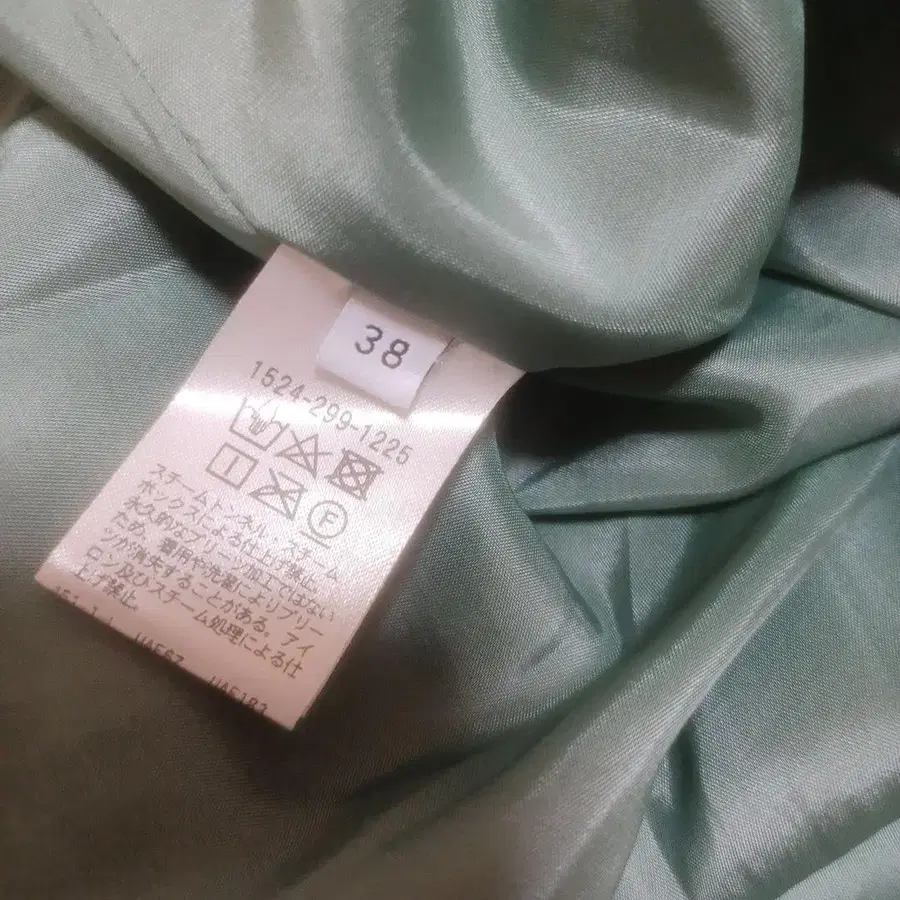 38
1524-299-1225
F
スチームトンネル・スチーム
ボックスによる仕上げ禁止。
永久的なプリーツ加工ではない
ため、着用や洗濯によりプリー
ツが消失することがある。アイ
ロン及びスチーム処理による仕
上げ禁止。
UAE67
UAE183